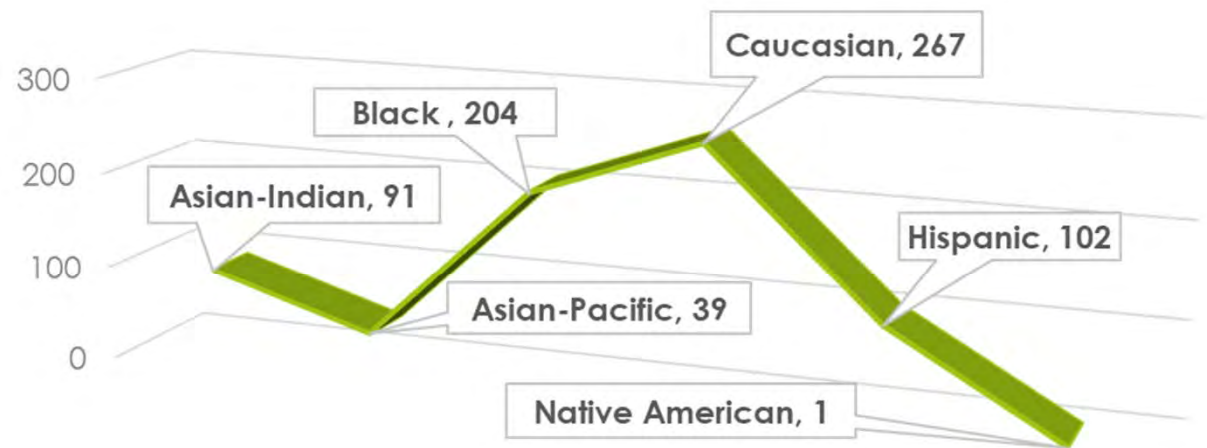 300
200
100
0
Asian-Indian, 91
Asian-Pacific, 39
Black , 204
Caucasian, 267
Hispanic, 102
Native American, 1